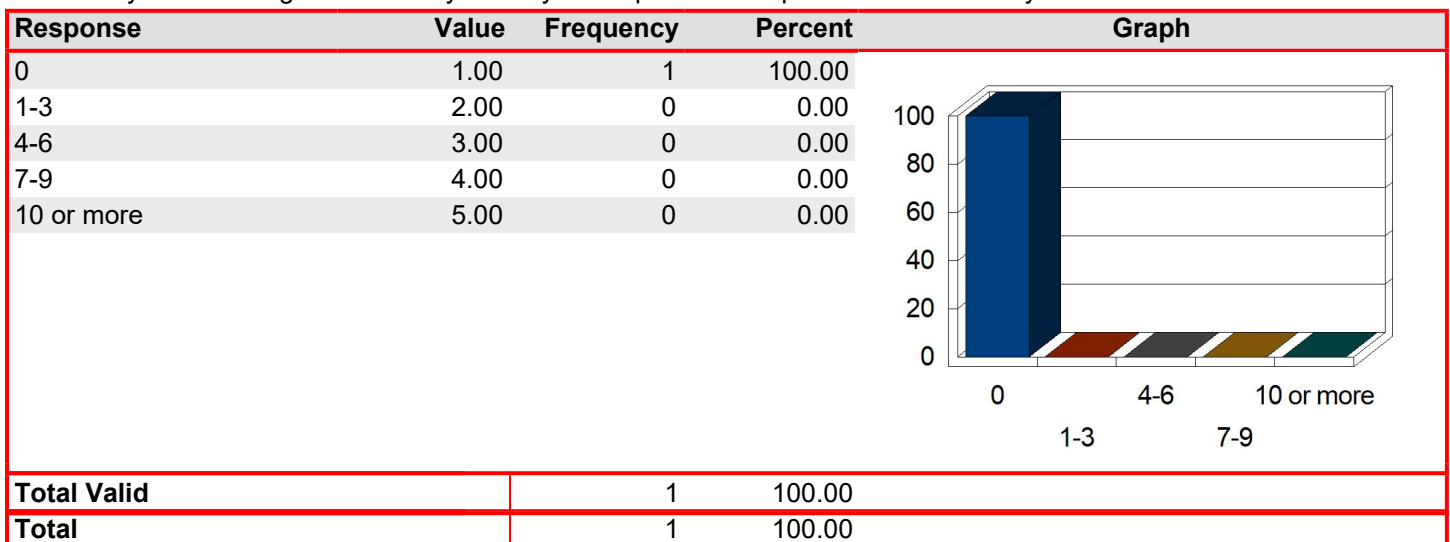 Response Value Frequency Percent Graph
0 1.00 1 100.00
1-3 2.00 0 0.00
4-6 3.00 0 0.00
7-9 4.00 0 0.00
10 or more 5.00 0 0.00
100
80
60
40
20
0
0 4-6 10 or more
1-3 7-9
Total Valid 1 100.00
Total 1 100.00